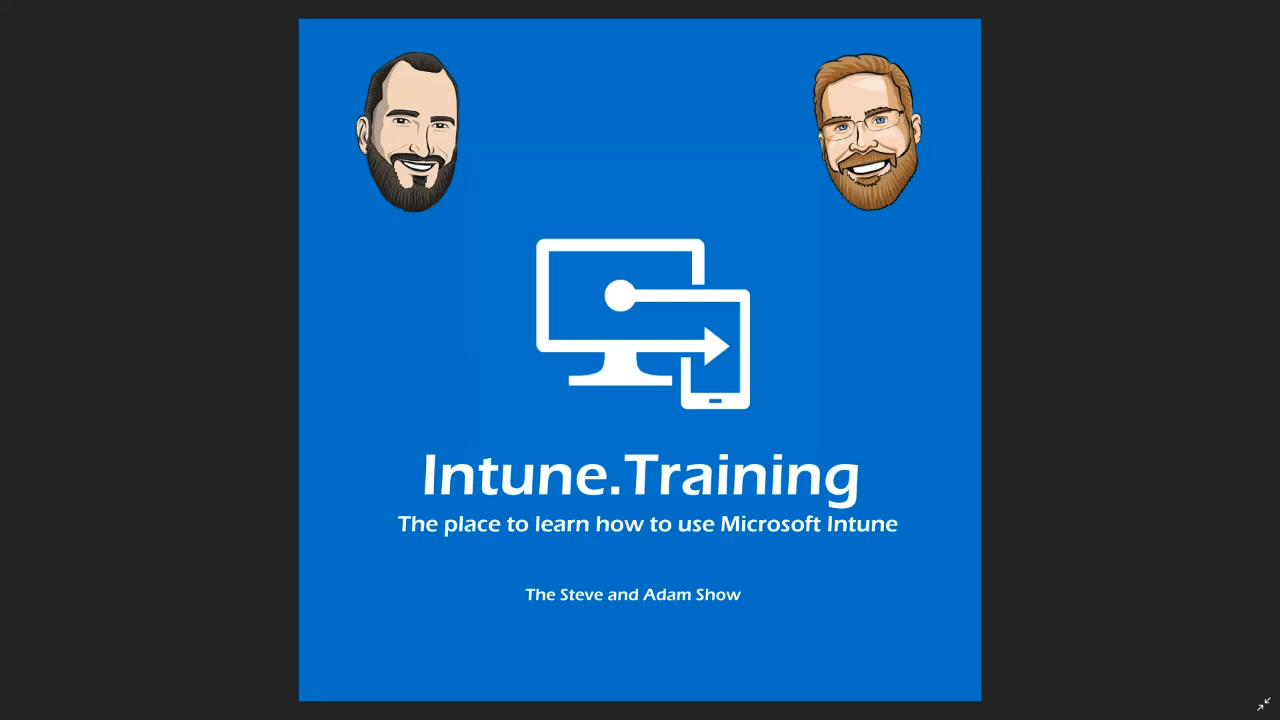 Intune.Training
The place to learn how to use Microsoft Intune
The Steve and Adam Show